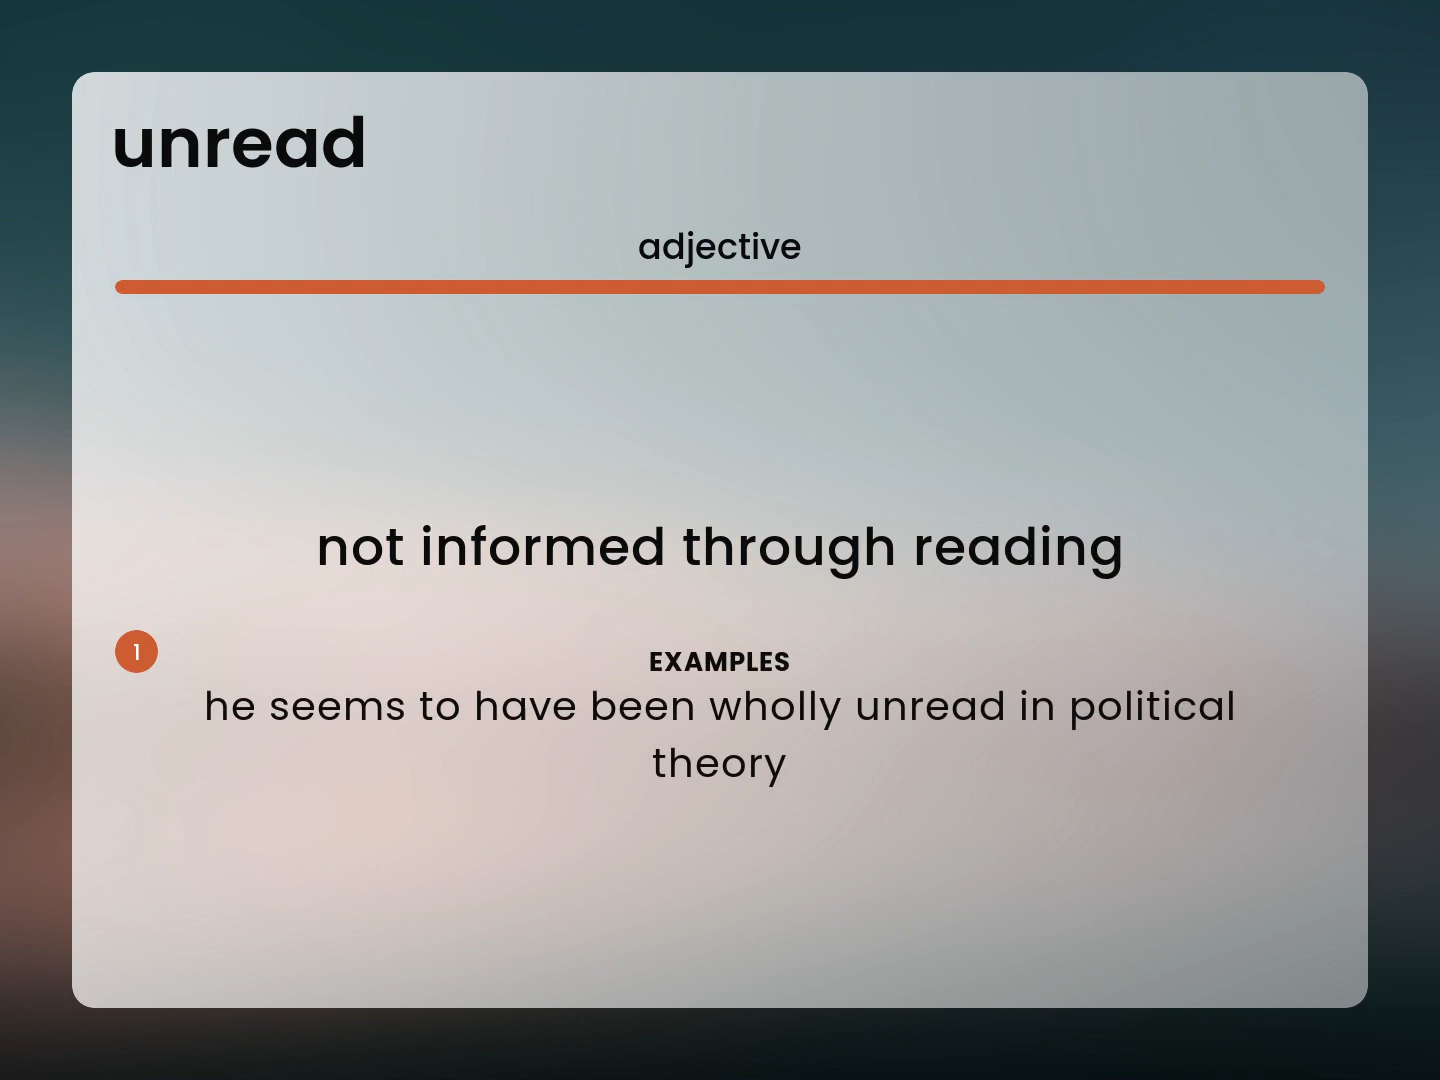 unread
adjective
not informed through reading
1
EXAMPLES
he seems to have been wholly unread in political
theory